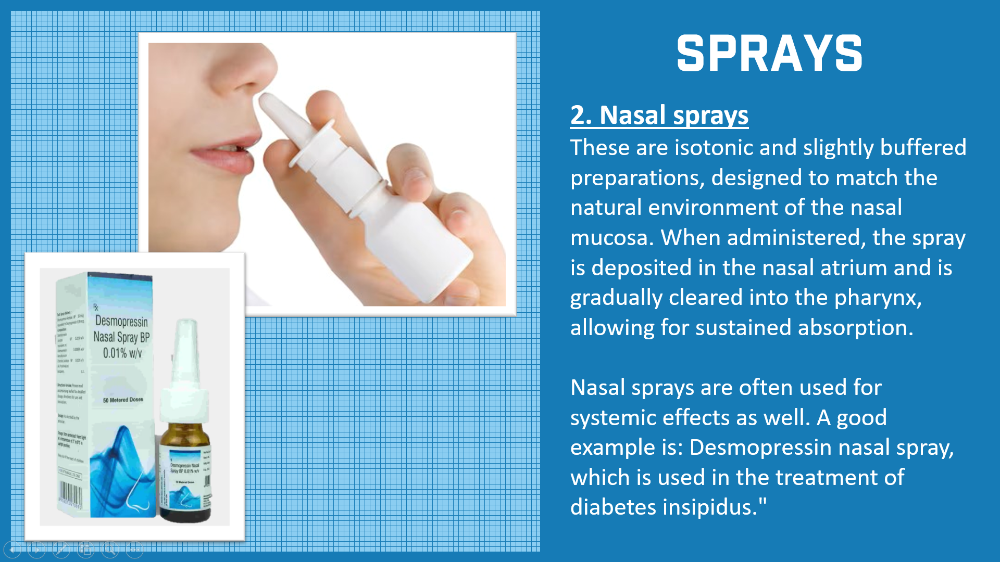 SPRAYS
2. Nasal sprays
These are isotonic and slightly buffered
preparations, designed to match the
natural environment of the nasal
mucosa. When administered, the spray
is deposited in the nasal atrium and is
gradually cleared into the pharynx,
allowing for sustained absorption.
Nasal sprays are often used for
systemic effects as well. A good
example is: Desmopressin nasal spray,
which is used in the treatment of
diabetes insipidus."
Rx
Desmopressin
Nasal Spray BP
0.01% w/v
50 Metered Doses
Desmopressin Nasal
Spray BP 0.01% w/v